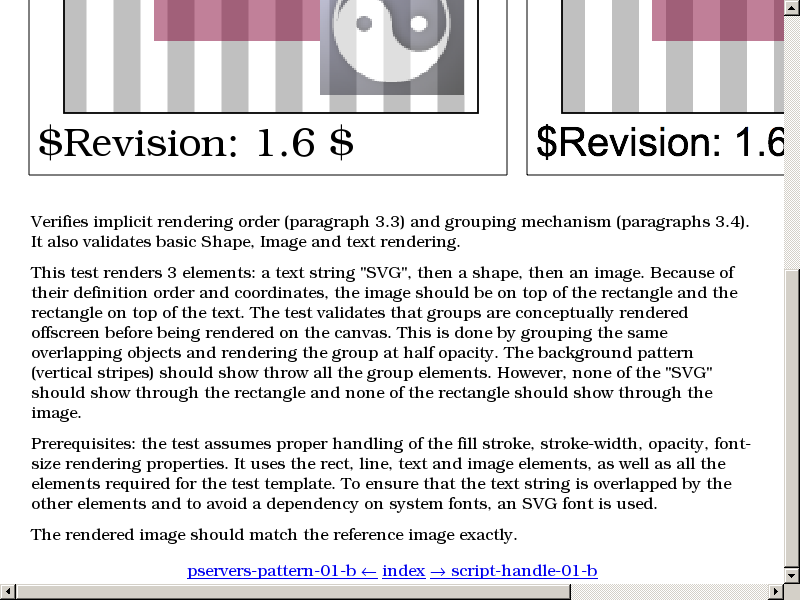 $Revision: 1.6 $
$Revision: 1.6
Verifies implicit rendering order (paragraph 3.3) and grouping mechanism (paragraphs 3.4).
It also validates basic Shape, Image and text rendering.
This test renders 3 elements: a text string "SVG", then a shape, then an image. Because of
their definition order and coordinates, the image should be on top of the rectangle and the
rectangle on top of the text. The test validates that groups are conceptually rendered
offscreen before being rendered on the canvas. This is done by grouping the same
overlapping objects and rendering the group at half opacity. The background pattern
(vertical stripes) should show throw all the group elements. However, none of the "SVG"
should show through the rectangle and none of the rectangle should show through the
image.
Prerequisites: the test assumes proper handling of the fill stroke, stroke-width, opacity, font-
size rendering properties. It uses the rect, line, text and image elements, as well as all the
elements required for the test template. To ensure that the text string is overlapped by the
other elements and to avoid a dependency on system fonts, an SVG font is used.
The rendered image should match the reference image exactly.
pservers-pattern-01-b ← index → script-handle-01-b